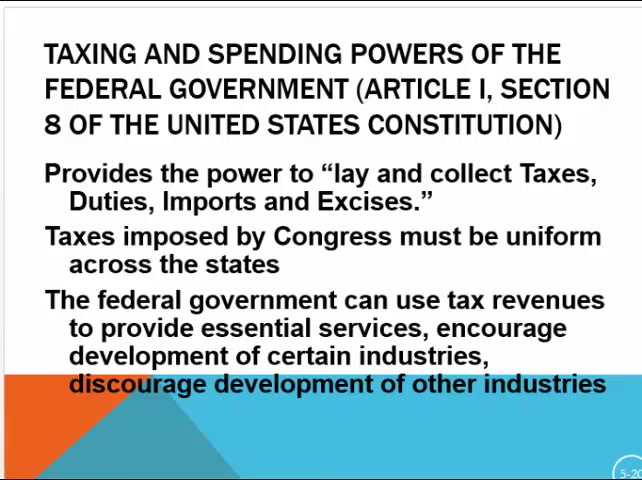 TAXING AND SPENDING POWERS OF THE
FEDERAL GOVERNMENT (ARTICLE I, SECTION
8 OF THE UNITED STATES CONSTITUTION)
Provides the power to “lay and collect Taxes,
Duties, Imports and Excises.”
Taxes imposed by Congress must be uniform
across the states
The federal government can use tax revenues
to provide essential services, encourage
development of certain industries,
discourage development of other industries
5-20